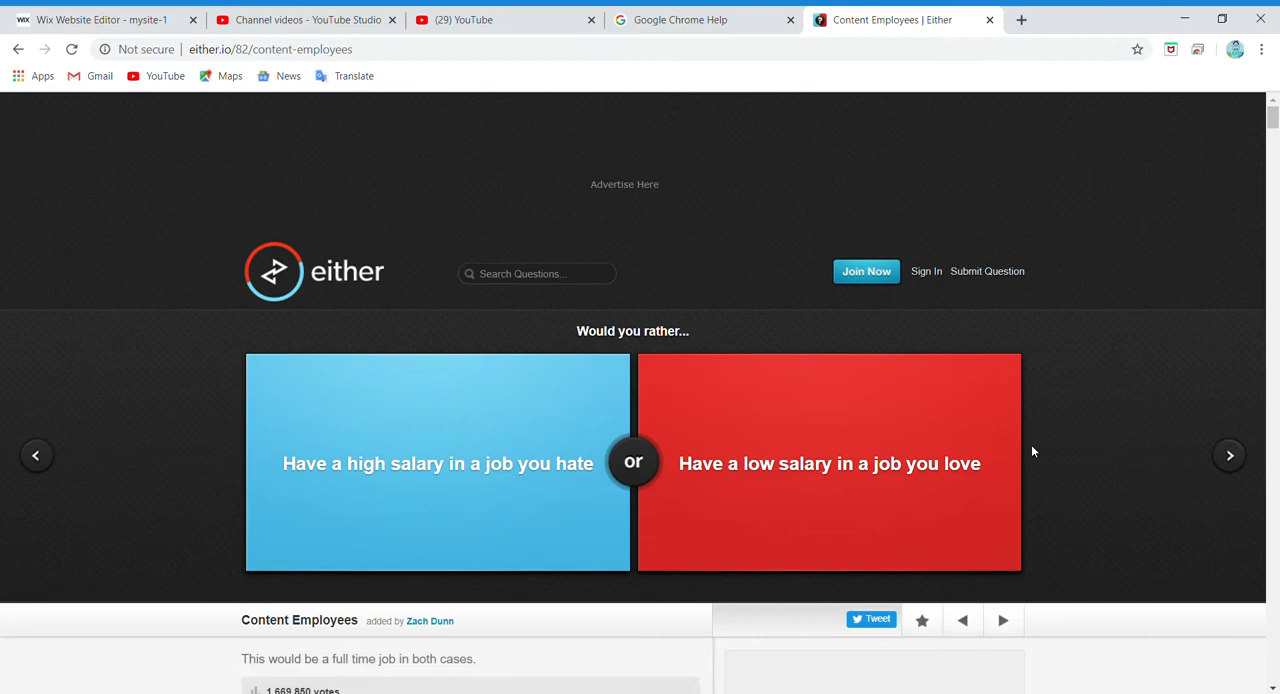 WIX Wix Website Editor - mysite-1
Channel videos - YouTube Studio
(29) YouTube
Google Chrome Help
Content Employees | Either
Not secure | either.io/82/content-employees
Apps Gmail YouTube Maps News Translate
Advertise Here
either
Search Questions...
Join Now Sign In Submit Question
Would you rather...
Have a high salary in a job you hate
or
Have a low salary in a job you love
Content Employees added by Zach Dunn
Tweet
This would be a full time job in both cases.
1,669,850 votes